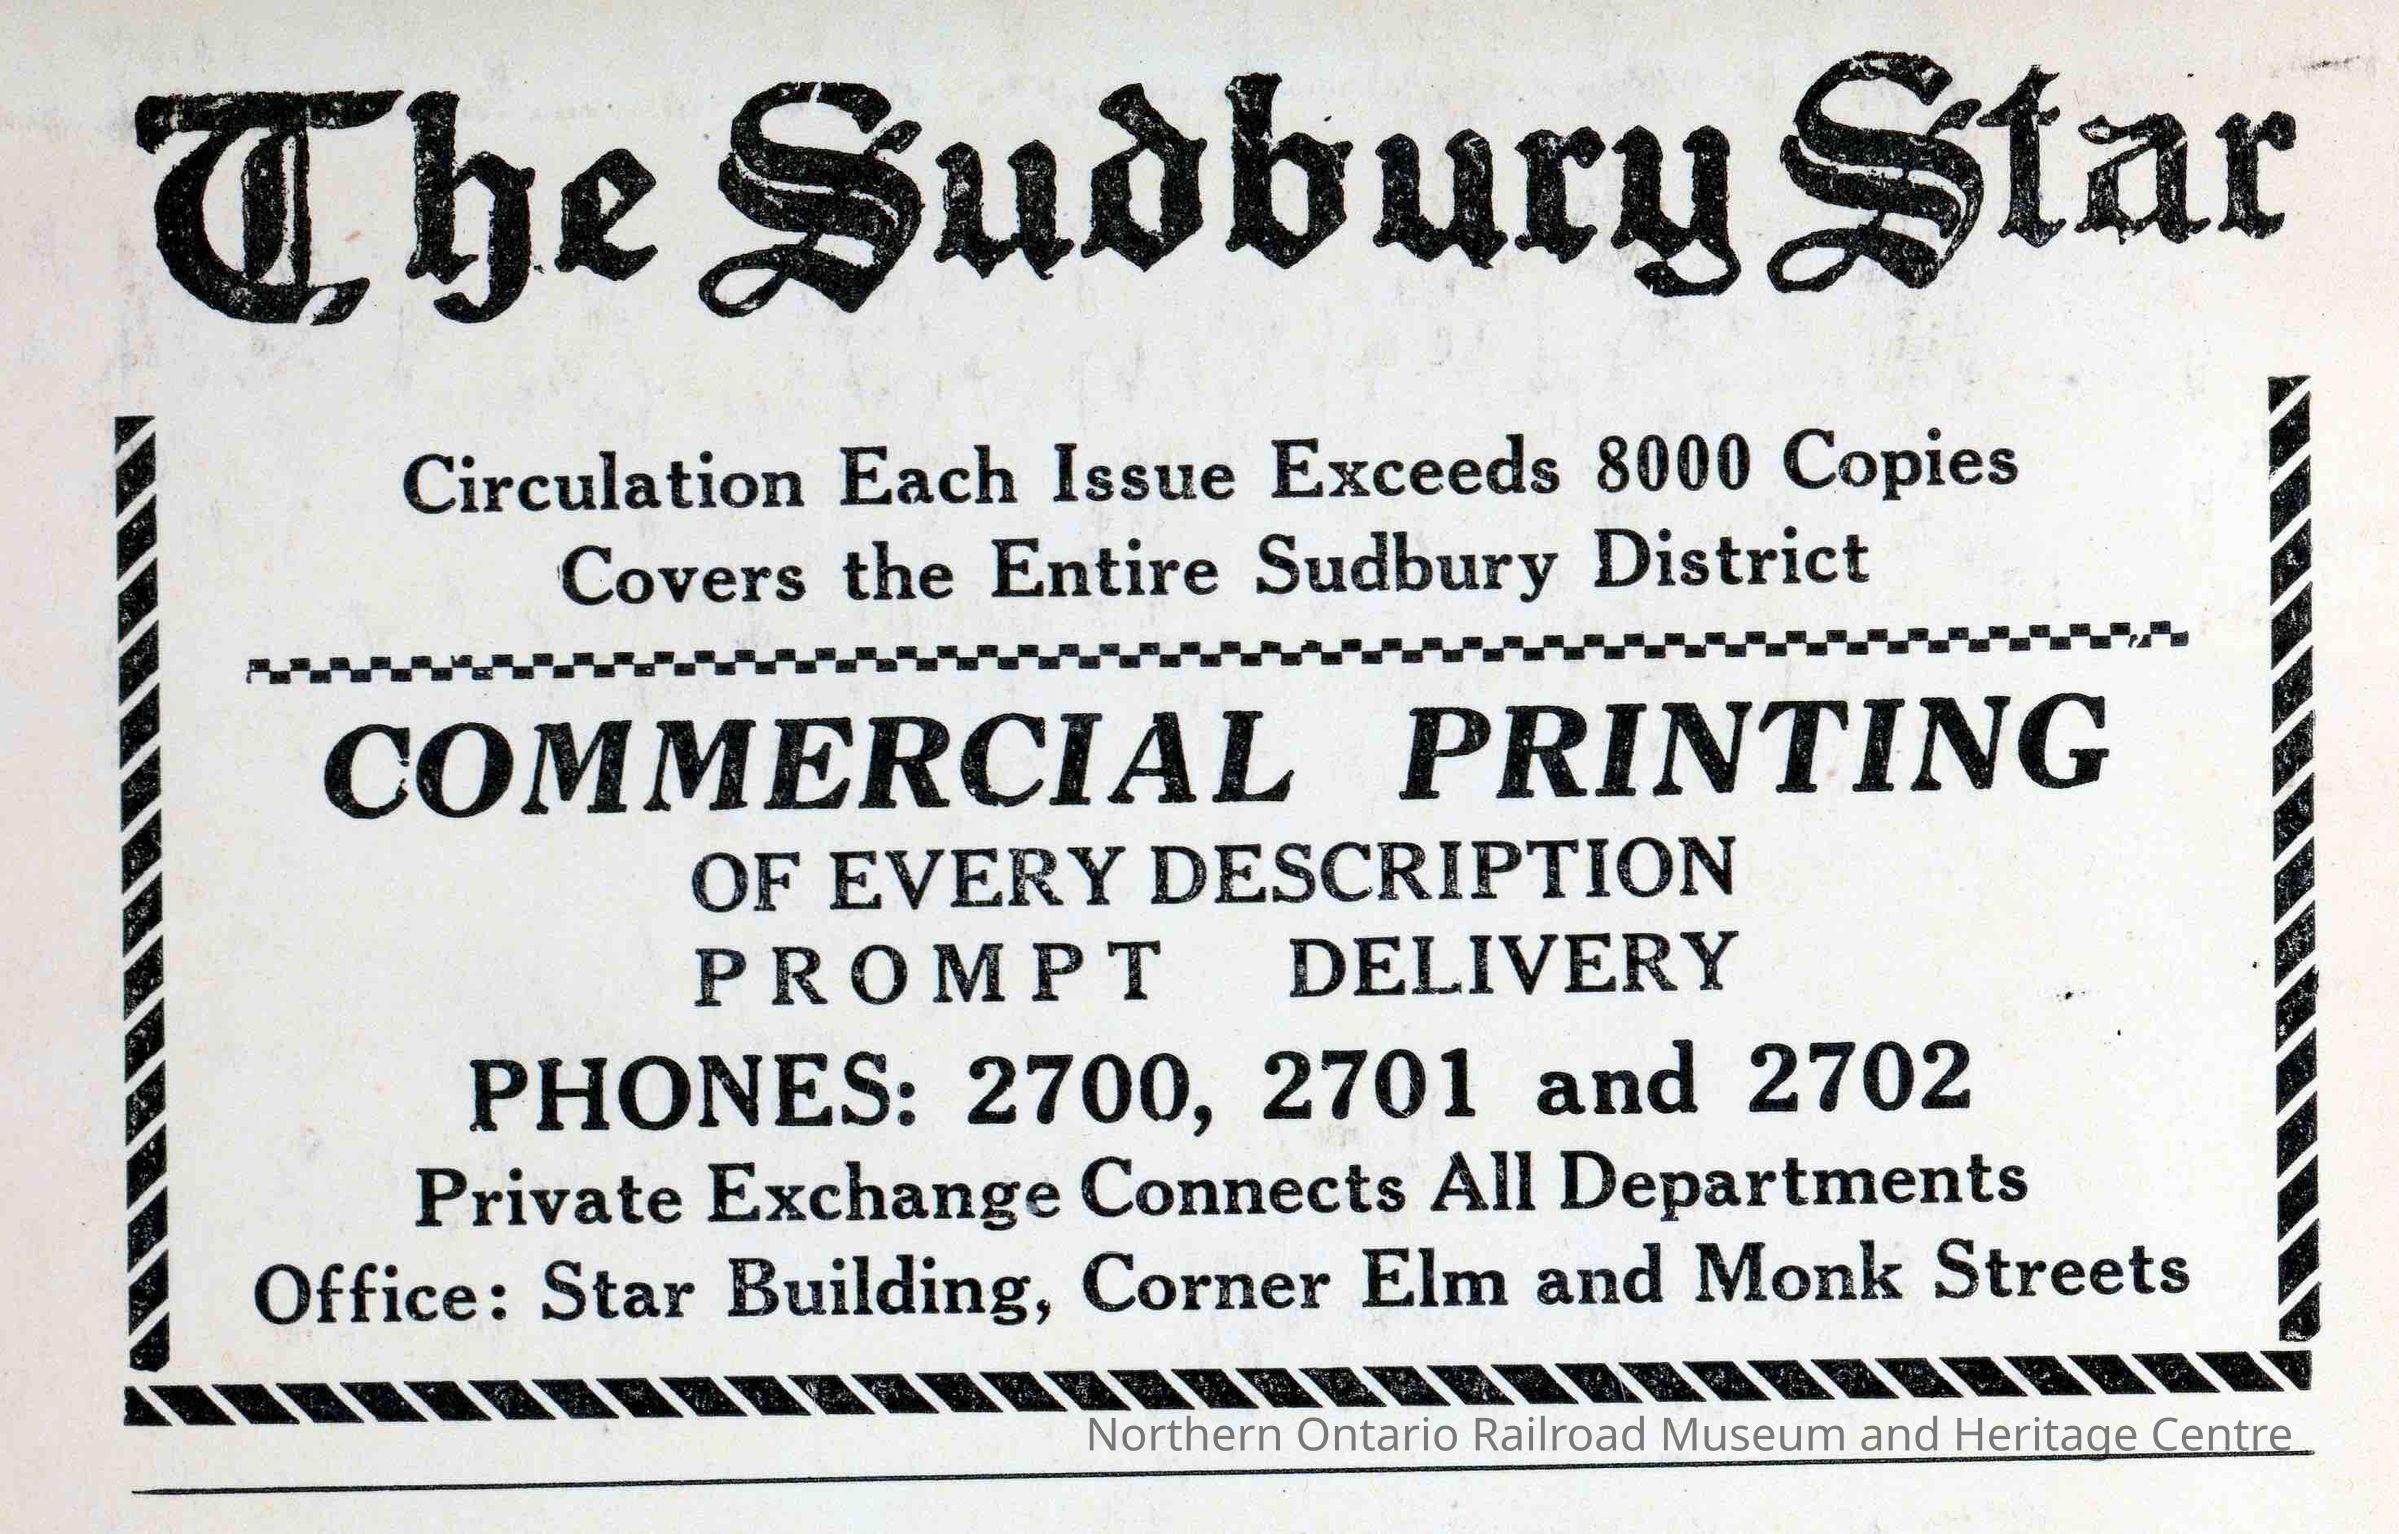 The Sudbury Star
Circulation Each Issue Exceeds 8000 Copies
Covers the Entire Sudbury District
COMMERCIAL PRINTING
OF EVERY DESCRIPTION
PROMPT DELIVERY
PHONES: 2700, 2701 and 2702
Private Exchange Connects All Departments
Office: Star Building, Corner Elm and Monk Streets
Northern Ontario Railroad Museum and Heritage Centre